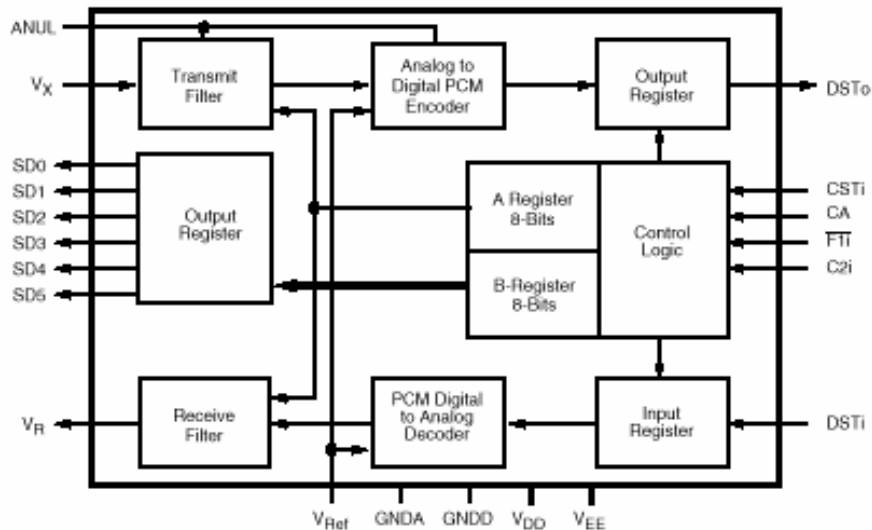 ANUL
VX
Transmit
Filter
Analog to
Digital PCM
Encoder
Output
Register
DSTo
SD0
SD1
SD2
SD3
SD4
SD5
Output
Register
A Register
8-Bits
B-Register
8-Bits
Control
Logic
CSTi
CA
F1i
C2i
VR
Receive
Filter
PCM Digital
to Analog
Decoder
Input
Register
DSTi
VRef
GNDA
GNDD
VDD
VEE